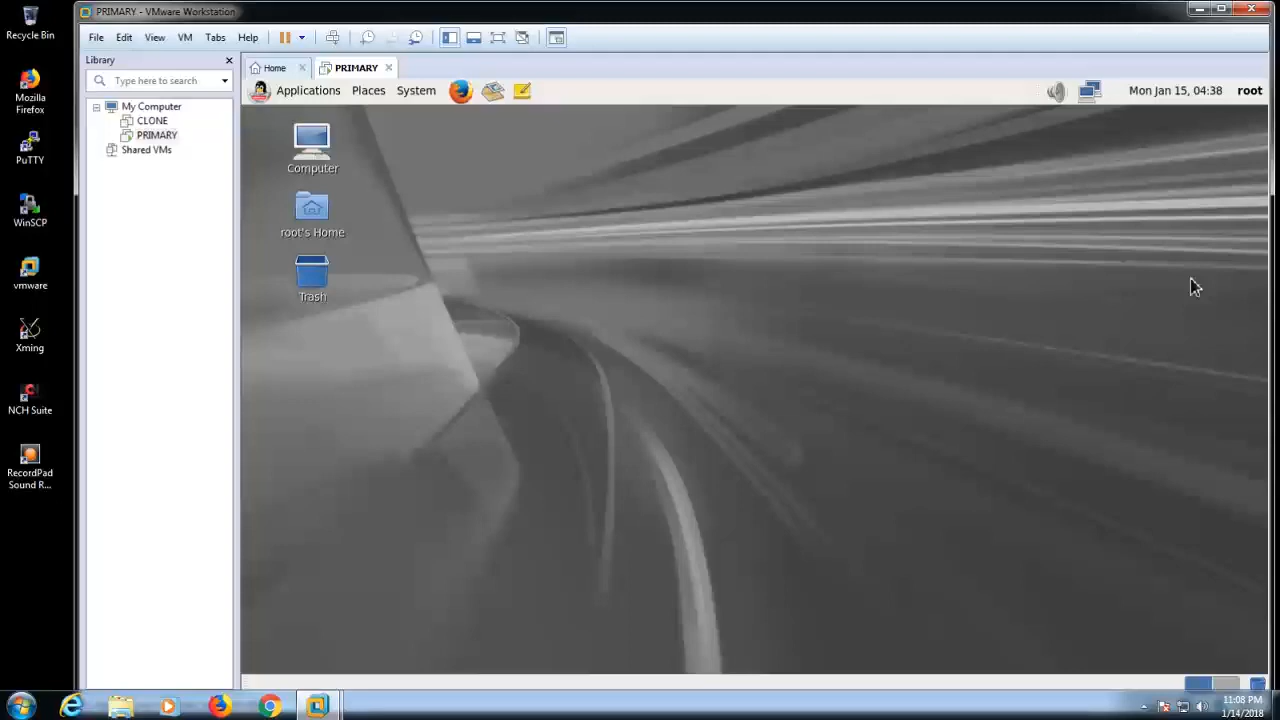 Recycle Bin
Mozilla
Firefox
PuTTY
WinSCP
vmware
Xming
NCH Suite
RecordPad
Sound R...
PRIMARY - VMware Workstation
File Edit View VM Tabs Help
Library
Type here to search
My Computer
CLONE
PRIMARY
Shared VMs
Home
PRIMARY
Applications Places System
Mon Jan 15, 04:38 root
Computer
root's Home
Trash
11:08 PM
1/14/2018